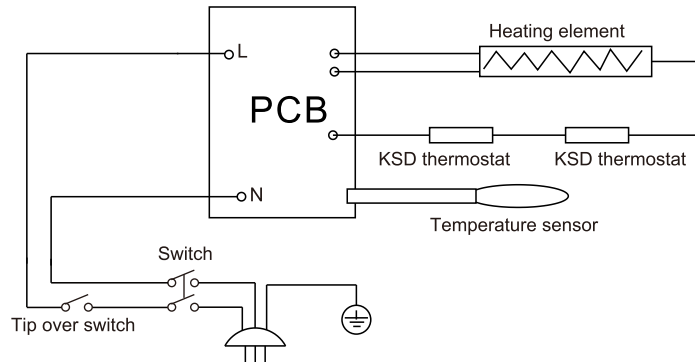 Heating element
L
PCB
KSD thermostat
KSD thermostat
N
Temperature sensor
Switch
Tip over switch